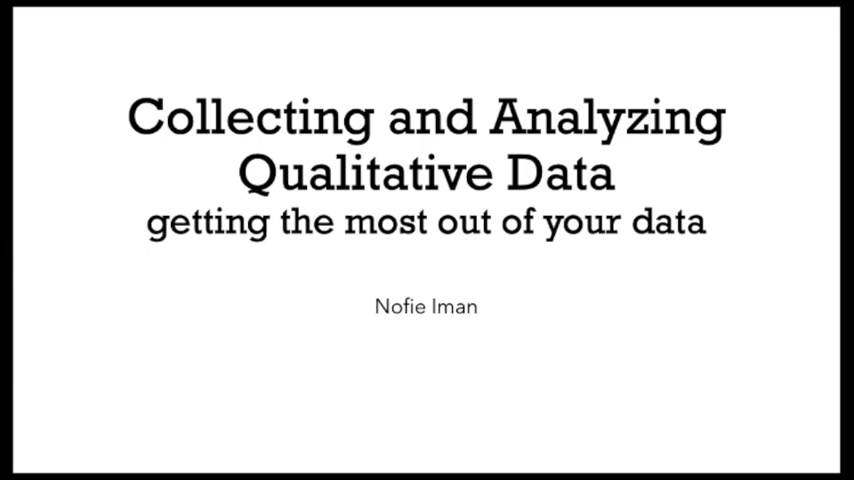 Collecting and Analyzing
Qualitative Data
getting the most out of your data
Nofie Iman